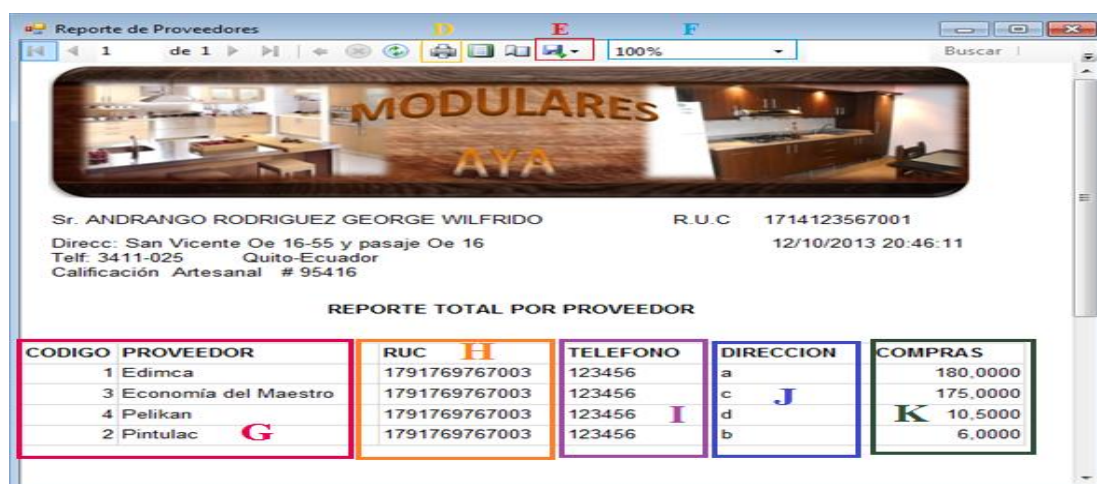 Reporte de Proveedores
D E F
1 de 1 100% Buscar
MODULARES
AYA
Sr. ANDRANGO RODRIGUEZ GEORGE WILFRIDO R.U.C 1714123567001
Direcc: San Vicente Oe 16-55 y pasaje Oe 16 12/10/2013 20:46:11
Telf: 3411-025 Quito-Ecuador
Calificación Artesanal # 95416
REPORTE TOTAL POR PROVEEDOR
CODIGO PROVEEDOR RUC H TELEFONO DIRECCION COMPRAS
1 Edimca 1791769767003 123456 a 180,0000
3 Economía del Maestro 1791769767003 123456 c J 175,0000
4 Pelikan 1791769767003 123456 I d K 10,5000
2 Pintulac G 1791769767003 123456 b 6,0000